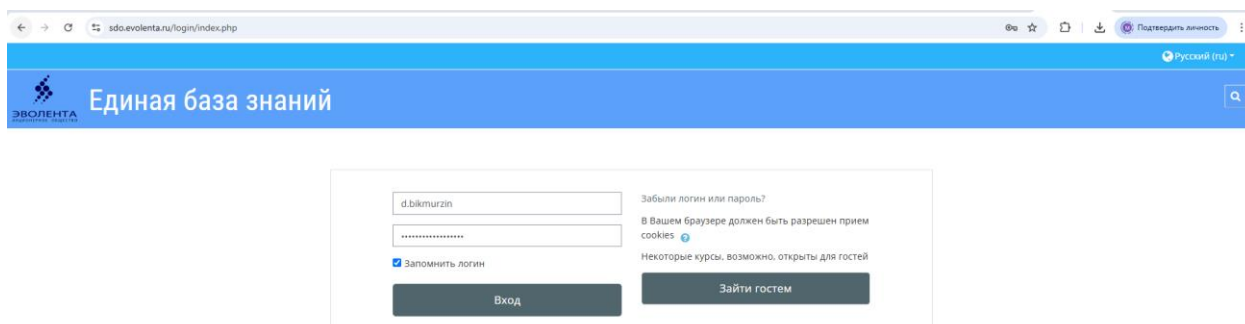 sdo.evolenta.ru/login/index.php
Подтвердить личность
Русский (ru)
ЭВОЛЕНТА
Единая база знаний
d.bikmurzin
Запомнить логин
Вход
Забыли логин или пароль?
В Вашем браузере должен быть разрешен прием
cookies
Некоторые курсы, возможно, открыты для гостей
Зайти гостем